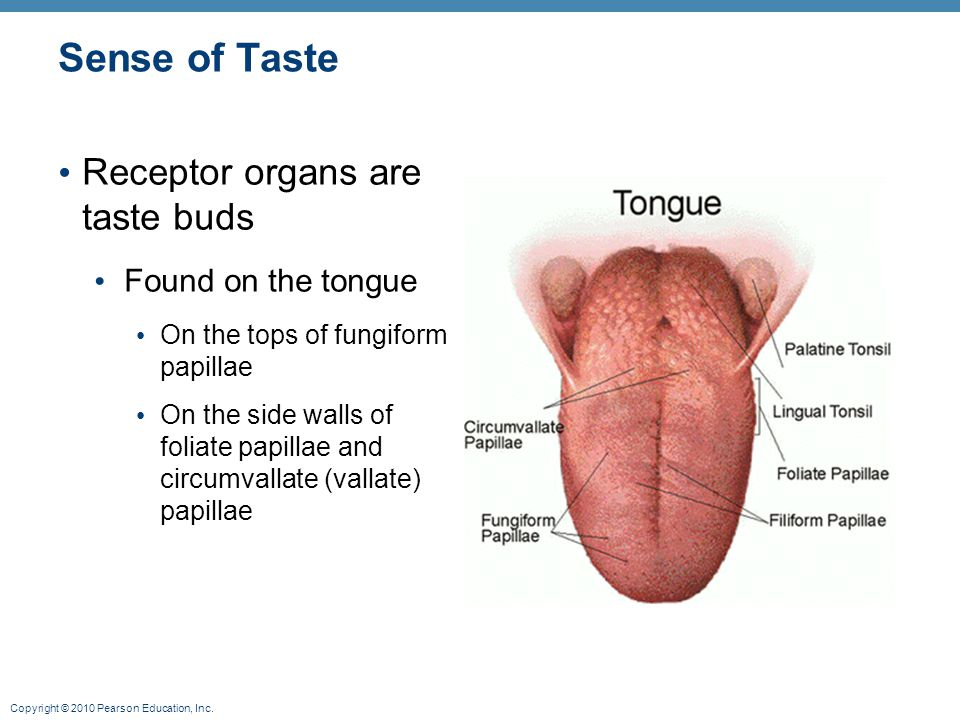 Sense of Taste
• Receptor organs are
taste buds
• Found on the tongue
• On the tops of fungiform
papillae
• On the side walls of
foliate papillae and
circumvallate (vallate)
papillae
Tongue
Palatine Tonsil
Lingual Tonsil
Circumvallate
Papillae
Foliate Papillae
Fungiform
Papillae
Filiform Papillae
Copyright © 2010 Pearson Education, Inc.